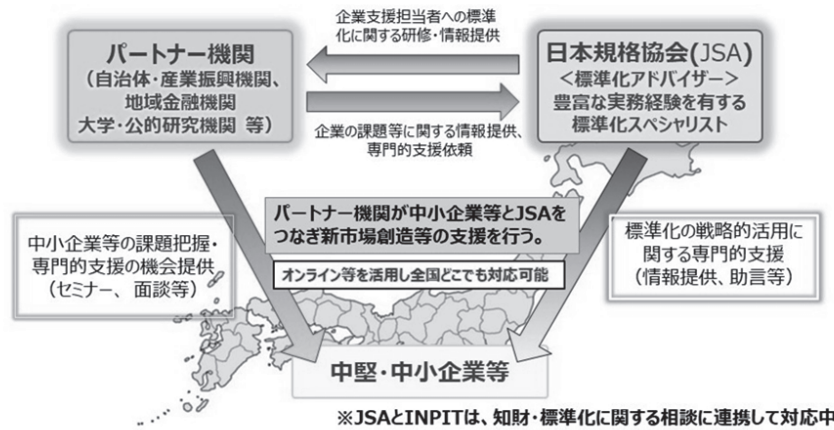 企業支援担当者への標準
化に関する研修・情報提供
パートナー機関
（自治体・産業振興機関、
地域金融機関
大学・公的研究機関 等）
日本規格協会(JSA)
＜標準化アドバイザー＞
豊富な実務経験を有する
標準化スペシャリスト
企業の課題等に関する情報提供、
専門的支援依頼
パートナー機関が中小企業等とJSAを
つなぎ新市場創造等の支援を行う。
オンライン等を活用し全国どこでも対応可能
中小企業等の課題把握・
専門的支援の機会提供
（セミナー、面談等）
標準化の戦略的活用に
関する専門的支援
（情報提供、助言等）
中堅・中小企業等
※JSAとINPITは、知財・標準化に関する相談に連携して対応中